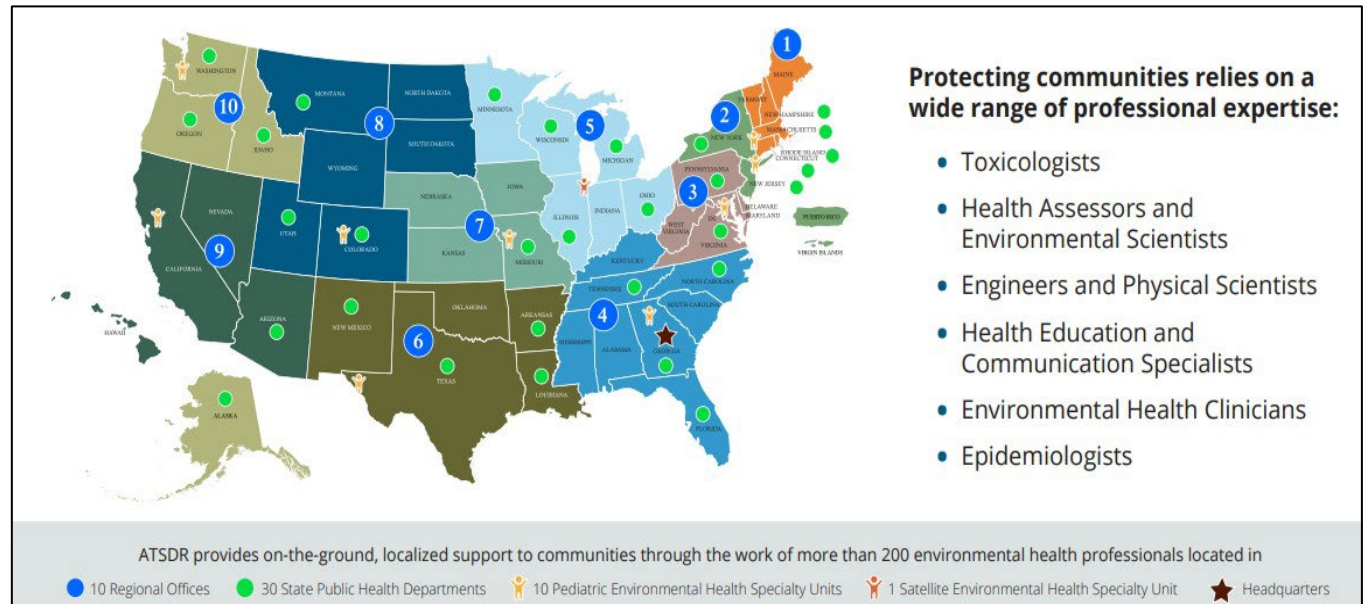 1
WASHINGTON
MAINE
MONTANA
NORTH DAKOTA
MINNESOTA
VARMONT
10
2
NEW HAMPSHIRE
8
5
MASSACHUSETTS
OREGON
IDAHO
SOUTH DAKOTA
WISCONSIN
MICHIGAN
NEW YORK
RHODE ISLAND
CONNECTICUT
WYOMING
PENNSYLVANIA
NEW JERSEY
NEBRASKA
IOWA
3
NEVADA
OHIO
DELAWARE
MARYLAND
PUERTO RICO
UTAH
COLORADO
7
ILLINOIS
INDIANA
WEST
VIRGINIA
VIRGINIA
VIRGIN ISLANDS
9
KANSAS
MISSOURI
CALIFORNIA
KENTUCKY
NORTH CAROLINA
TENNESSEE
OKLAHOMA
ARKANSAS
SOUTH CAROLINA
ARIZONA
NEW MEXICO
4
HAWAII
6
MISSISSIPPI
ALABAMA
GEORGIA
TEXAS
LOUISIANA
ALASKA
FLORIDA
Protecting communities relies on a
wide range of professional expertise:
• Toxicologists
• Health Assessors and
Environmental Scientists
• Engineers and Physical Scientists
• Health Education and
Communication Specialists
• Environmental Health Clinicians
• Epidemiologists
ATSDR provides on-the-ground, localized support to communities through the work of more than 200 environmental health professionals located in
10 Regional Offices
30 State Public Health Departments
10 Pediatric Environmental Health Specialty Units
1 Satellite Environmental Health Specialty Unit
Headquarters